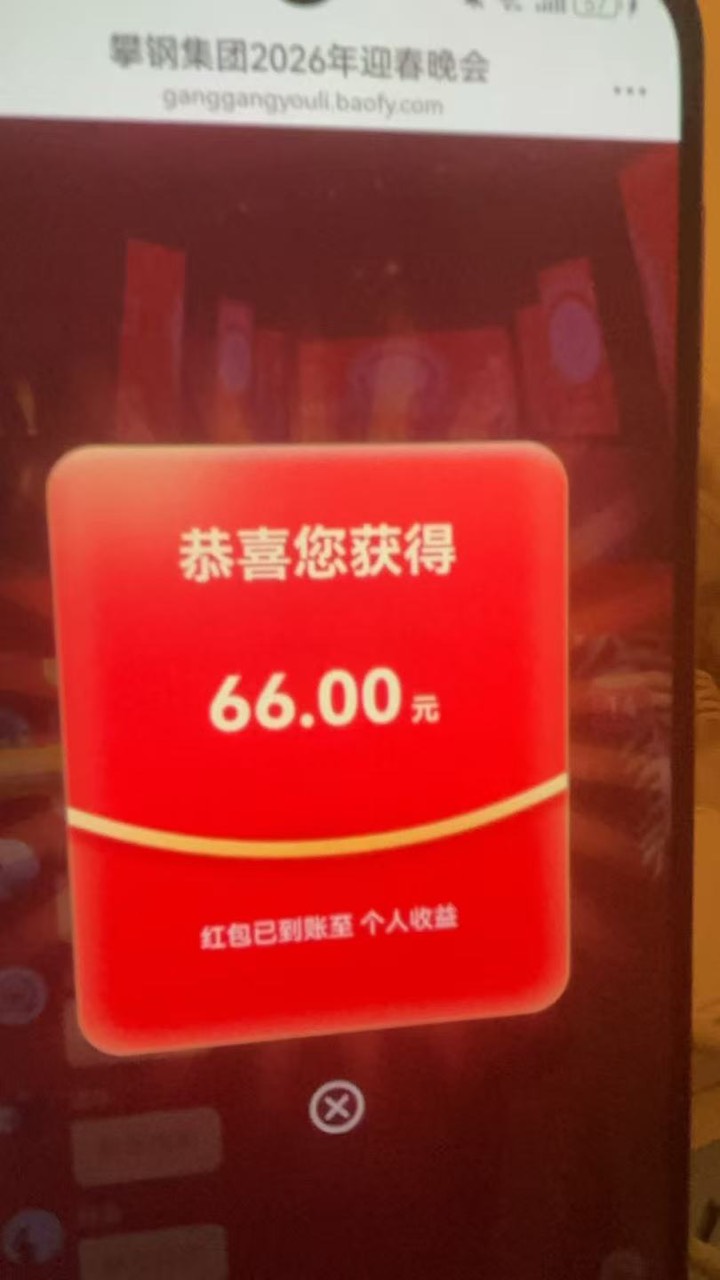 攀钢集团2026年迎春晚会
ganggangyouli.baofy.com
恭喜您获得
66.00元
红包已到账至 个人收益